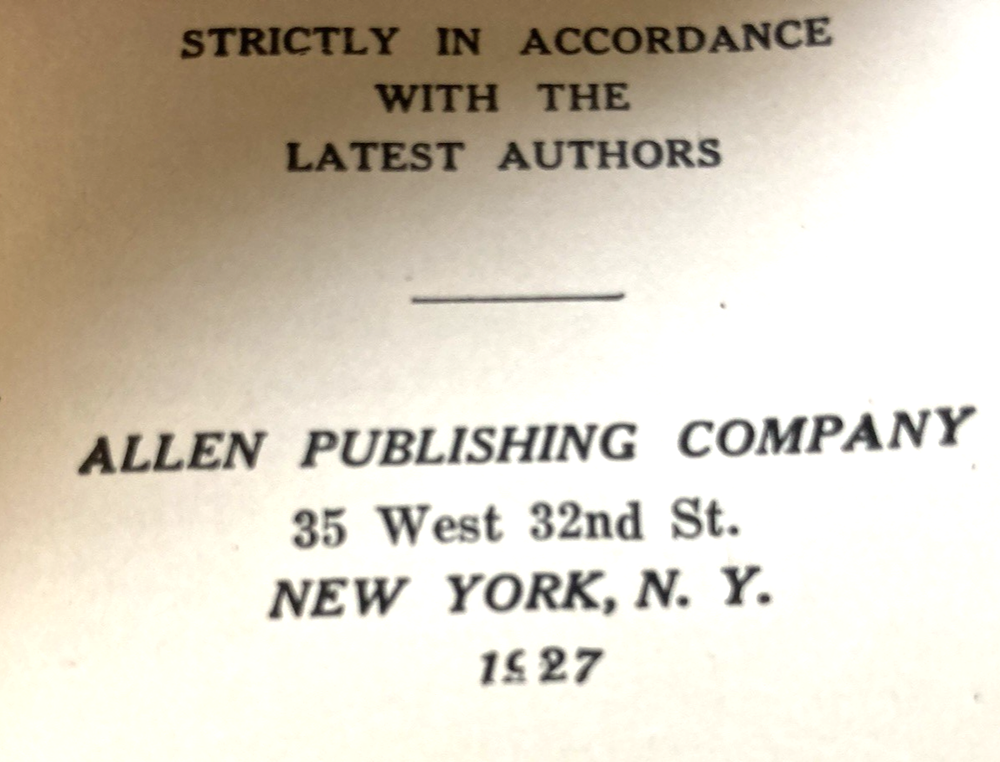 STRICTLY IN ACCORDANCE
WITH THE
LATEST AUTHORS
ALLEN PUBLISHING COMPANY
35 West 32nd St.
NEW YORK, N. Y.
1927